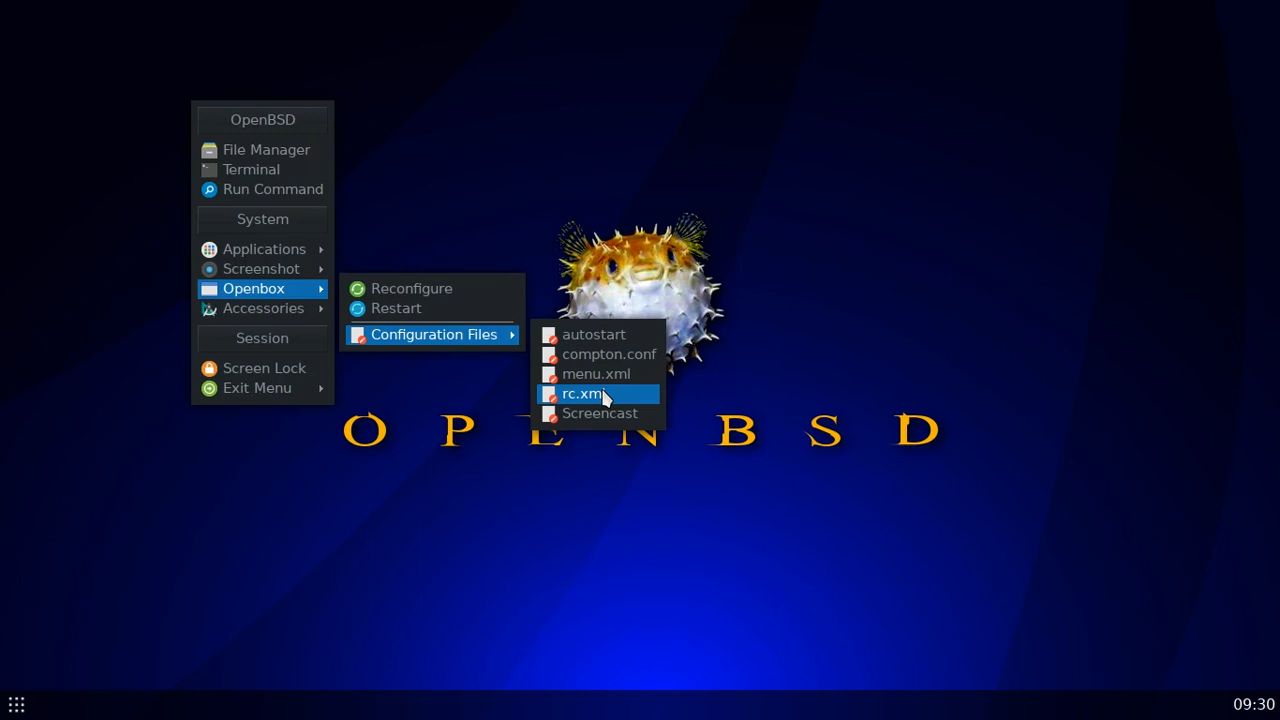 OpenBSD
File Manager
Terminal
Run Command
System
Applications
Screenshot
Openbox
Accessories
Session
Screen Lock
Exit Menu
Reconfigure
Restart
Configuration Files
autostart
compton.conf
menu.xml
rc.xml
Screencast
O P E N B S D
09:30